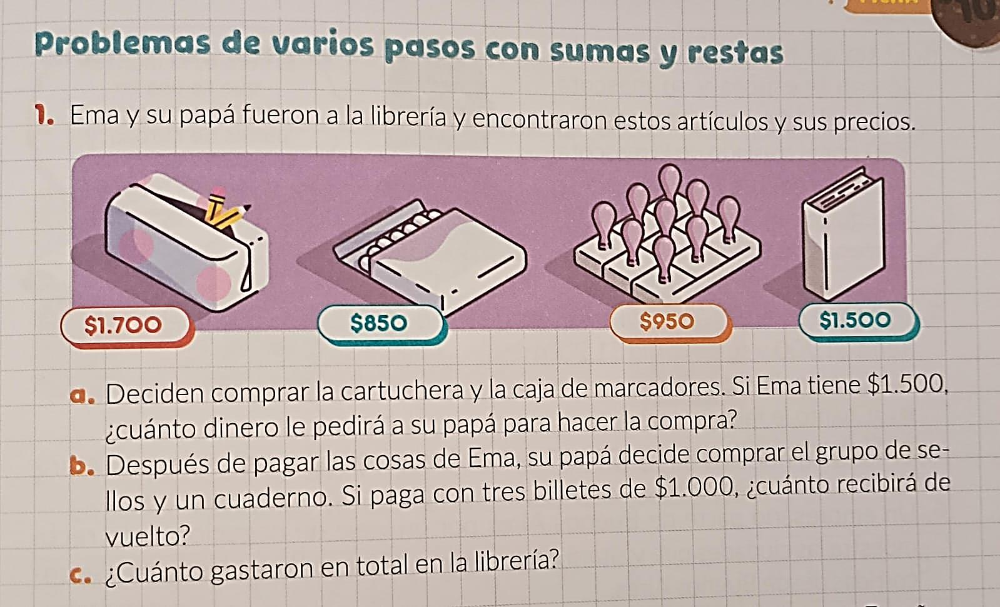 Problemas de varios pasos con sumas y restas
1. Ema y su papá fueron a la librería y encontraron estos artículos y sus precios.
$1.700 $850 $950 $1.500
a. Deciden comprar la cartuchera y la caja de marcadores. Si Ema tiene $1.500,
¿cuánto dinero le pedirá a su papá para hacer la compra?
b. Después de pagar las cosas de Ema, su papá decide comprar el grupo de se-
llos y un cuaderno. Si paga con tres billetes de $1.000, ¿cuánto recibirá de
vuelto?
c. ¿Cuánto gastaron en total en la librería?